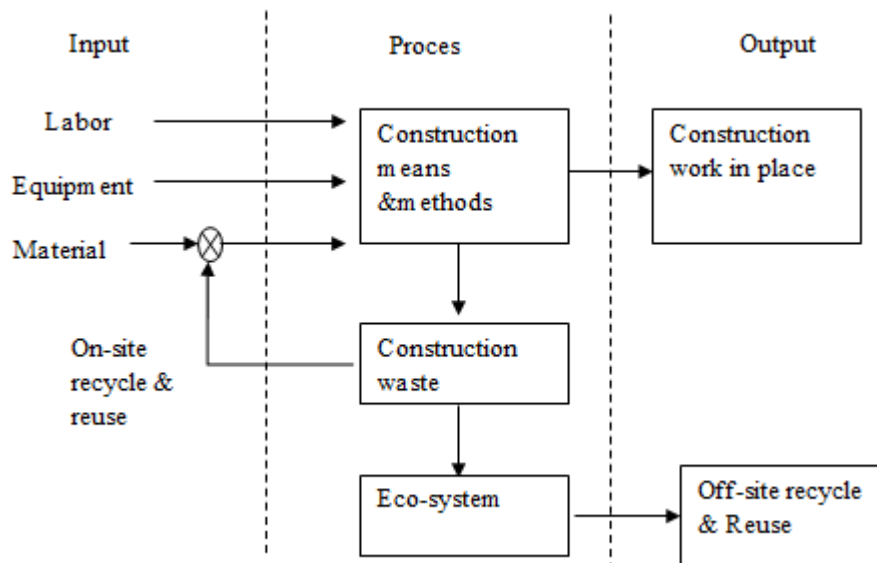 Input
Proces
Output
Labor
Equipment
Material
Construction
means
&methods
Construction
work in place
On-site
recycle &
reuse
Construction
waste
Eco-system
Off-site recycle
& Reuse